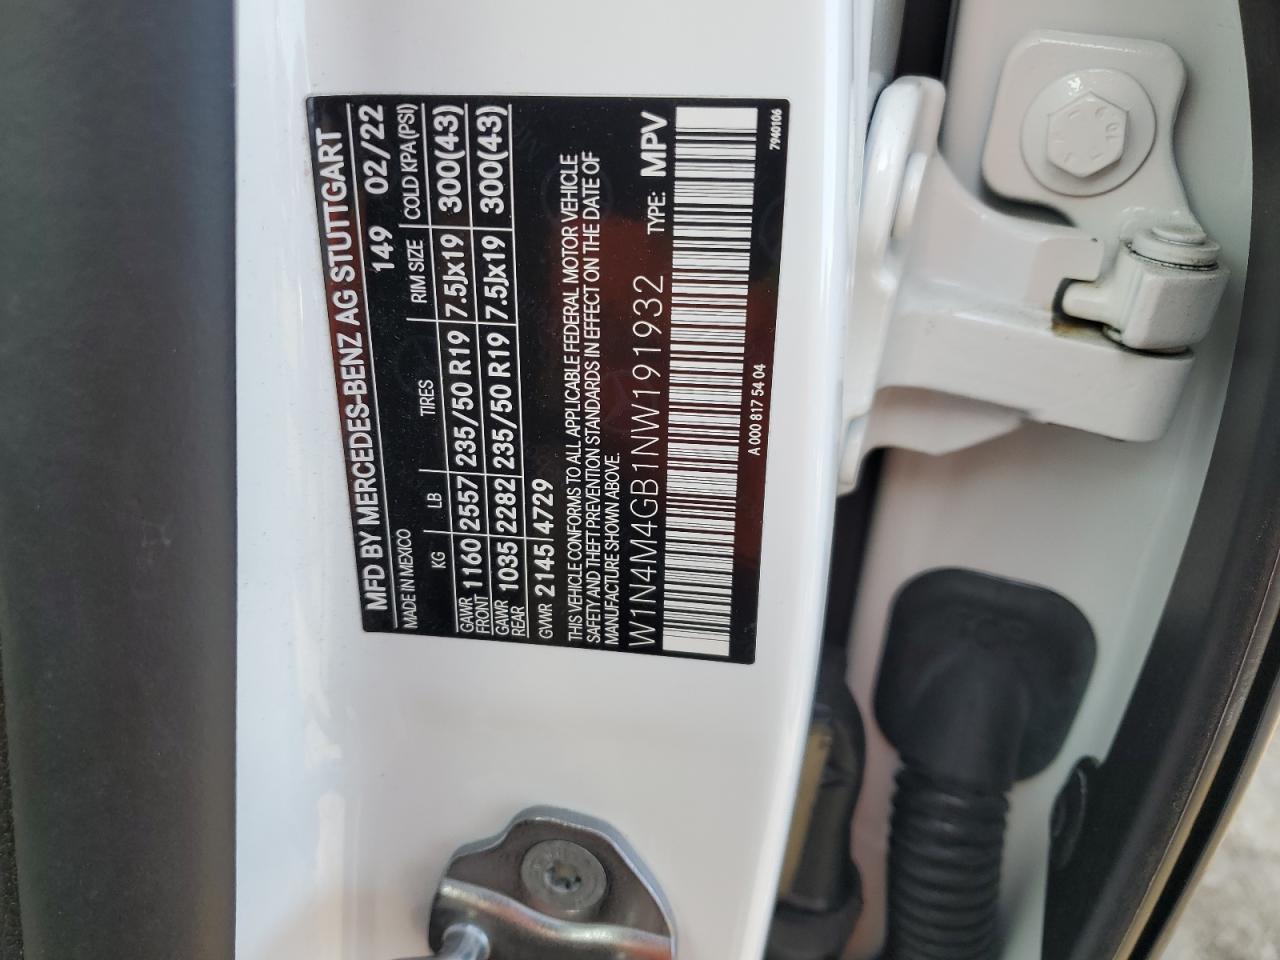 MFD BY MERCEDES-BENZ AG STUTTGART
MADE IN MEXICO 149 02/22
KG LB TIRES RIM SIZE COLD KPA(PSI)
GAWR FRONT 1160 2557 235/50 R19 7.5Jx19 300(43)
GAWR REAR 1035 2282 235/50 R19 7.5Jx19 300(43)
GVWR 2145 4729
THIS VEHICLE CONFORMS TO ALL APPLICABLE FEDERAL MOTOR VEHICLE
SAFETY AND THEFT PREVENTION STANDARDS IN EFFECT ON THE DATE OF
MANUFACTURE SHOWN ABOVE.
W1N4M4GB1NW191932 TYPE: MPV
A 000 817 54 04 7940106